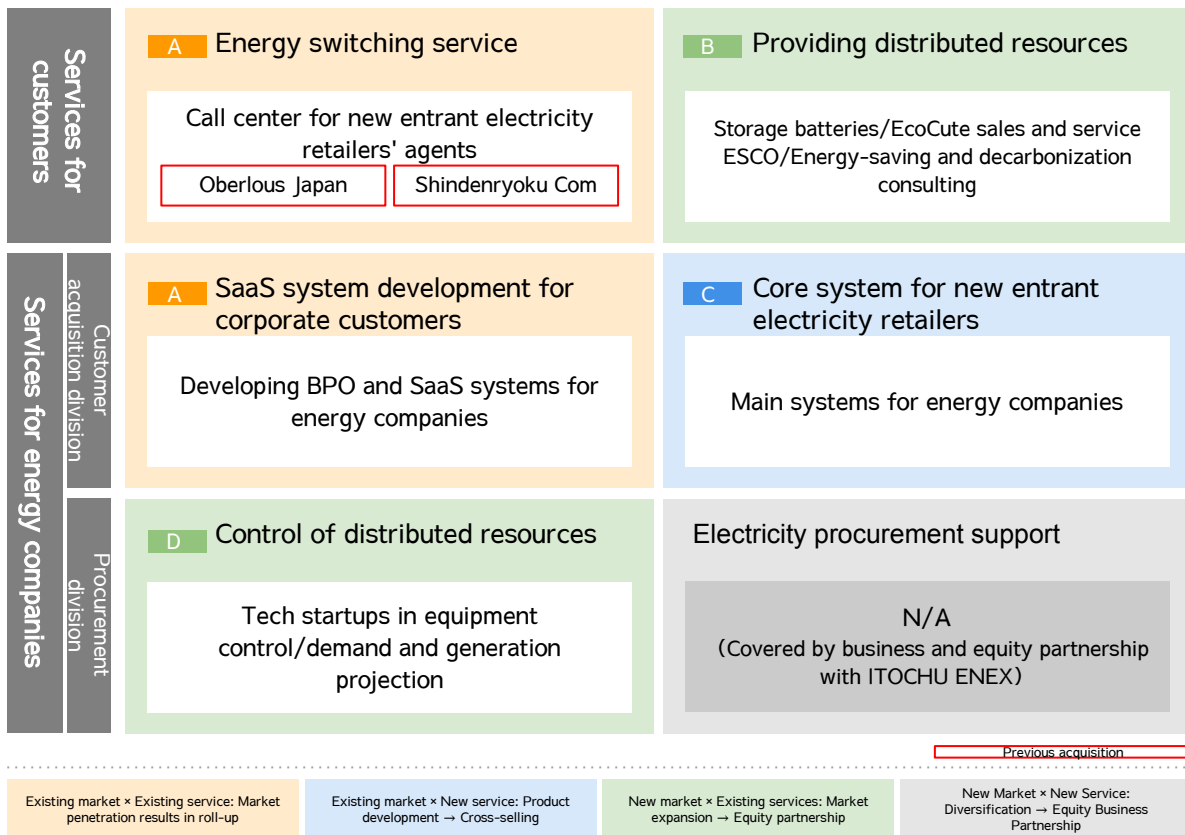 Services for
customers
A
Energy switching service
Call center for new entrant electricity
retailers' agents
Oberlous Japan
Shindenryoku Com
B
Providing distributed resources
Storage batteries/EcoCute sales and service
ESCO/Energy-saving and decarbonization
consulting
Services for energy companies
Customer
acquisition division
A
SaaS system development for
corporate customers
Developing BPO and SaaS systems for
energy companies
C
Core system for new entrant
electricity retailers
Main systems for energy companies
Procurement
division
D
Control of distributed resources
Tech startups in equipment
control/demand and generation
projection
Electricity procurement support
N/A
(Covered by business and equity partnership
with ITOCHU ENEX)
Previous acquisition
Existing market × Existing service: Market
penetration results in roll-up
Existing market × New service: Product
development → Cross-selling
New market × Existing services: Market
expansion → Equity partnership
New Market × New Service:
Diversification → Equity Business
Partnership